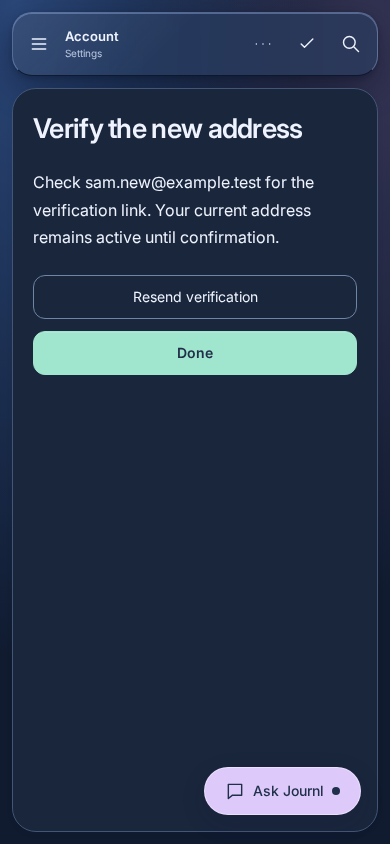 Account
Settings
Verify the new address
Check sam.new@example.test for the
verification link. Your current address
remains active until confirmation.
Resend verification
Done
Ask Journl